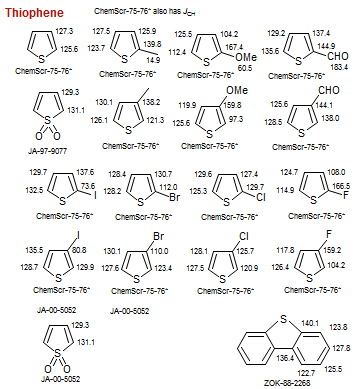 Thiophene
ChemScr-75-76* also has JCH
127.3
125.6
S
ChemScr-75-76*
127.5 125.9
123.7 139.8
S
14.9
ChemScr-75-76*
125.5 104.2
112.4 167.4
S OMe
60.5
ChemScr-75-76*
129.2 137.4
135.6 144.9
S CHO
183.4
ChemScr-75-76*
129.3
131.1
S
O O
JA-97-9077
130.1 138.2
126.1 121.3
S
ChemScr-75-76*
OMe
119.9 159.8
125.6 97.3
S
ChemScr-75-76*
CHO
125.6 144.1
128.5 138.0
S
ChemScr-75-76*
129.7 137.6
132.5 73.6
S I
ChemScr-75-76*
128.4 130.7
128.2 112.0
S Br
ChemScr-75-76*
129.6 127.4
125.3 129.7
S Cl
ChemScr-75-76*
124.7 108.0
114.9 166.5
S F
ChemScr-75-76*
I
135.5 80.8
128.7 129.9
S
ChemScr-75-76*
JA-00-5052
Br
130.1 110.0
127.6 123.4
S
ChemScr-75-76*
JA-00-5052
Cl
128.1 125.7
127.5 120.9
S
ChemScr-75-76*
F
117.8 159.2
126.4 104.2
S
ChemScr-75-76*
129.3
131.1
S
O O
JA-00-5052
S
140.1 123.8
127.8
136.4
125.5
122.7
ZOK-88-2268